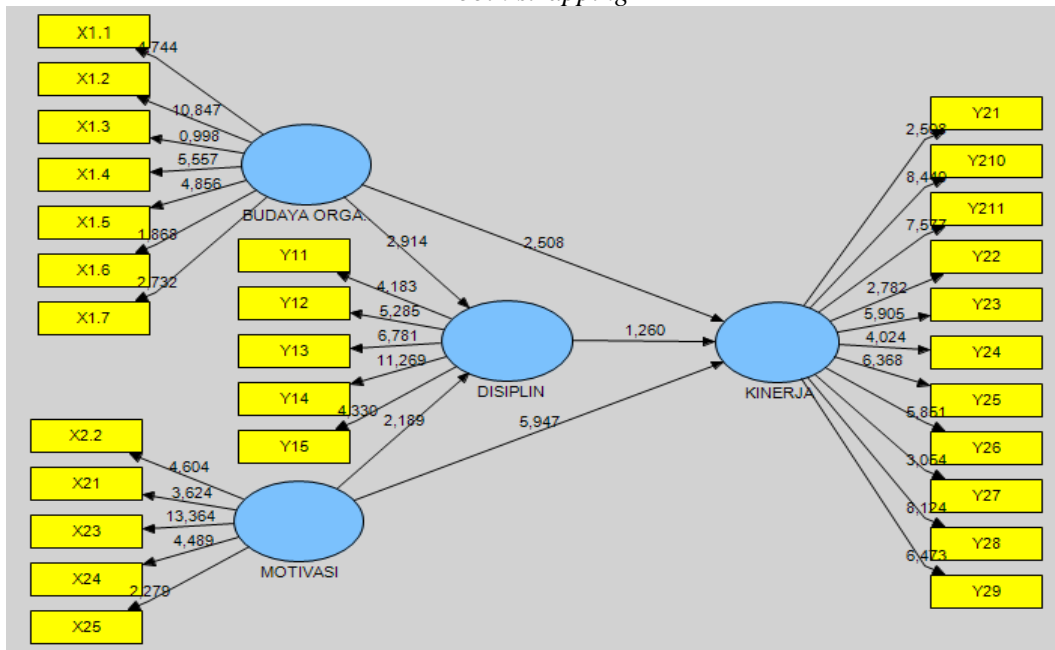 X1.1
4,744
X1.2
10,847
X1.3
0,998
X1.4
5,557
X1.5
4,856
X1.6
1,868
X1.7
2,732
BUDAYA ORGA.
2,914
2,508
Y11
4,183
Y12
5,285
Y13
6,781
Y14
11,269
Y15
4,330
DISIPLIN
1,260
2,189
5,947
X2.2
4,604
X21
3,624
X23
13,364
X24
4,489
X25
2,279
MOTIVASI
KINERJA
Y21
Y210
Y211
7,577
Y22
2,782
Y23
5,905
Y24
4,024
Y25
6,368
Y26
5,851
Y27
3,054
Y28
8,124
Y29
6,473